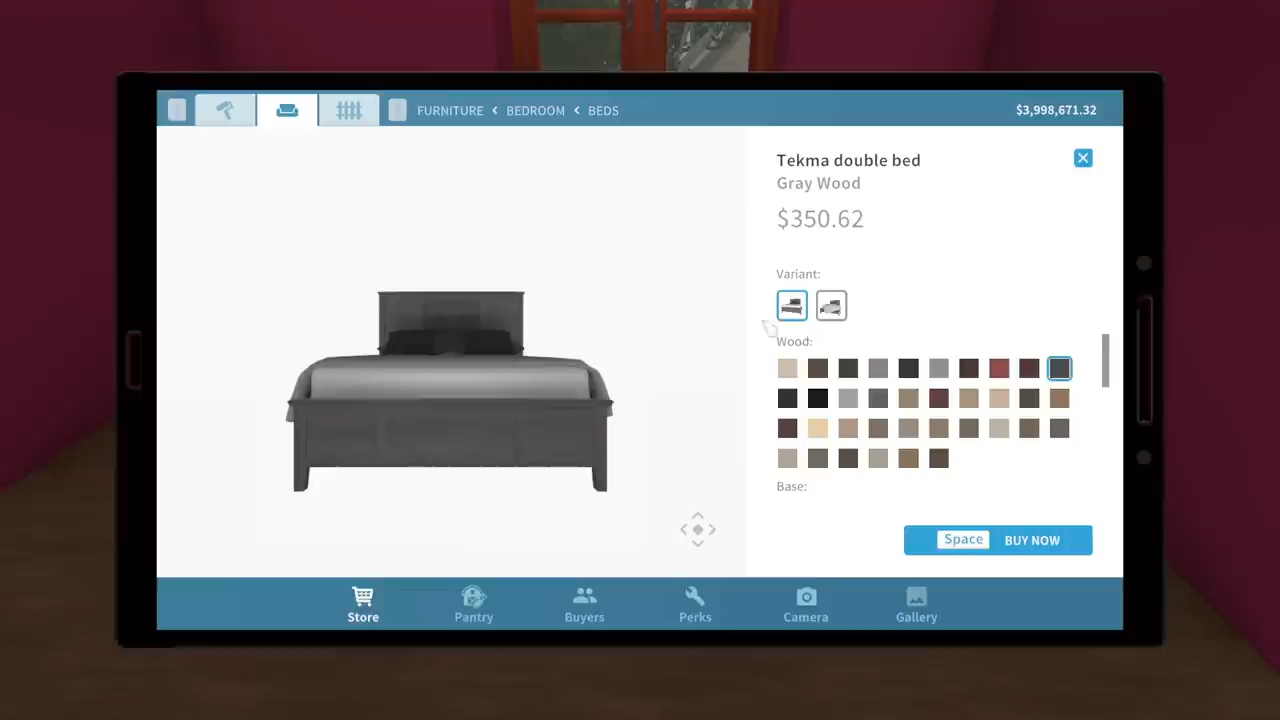 FURNITURE < BEDROOM < BEDS
$3,998,671.32
Tekma double bed
Gray Wood
$350.62
Variant:
Wood:
Base:
Space BUY NOW
Store Pantry Buyers Perks Camera Gallery